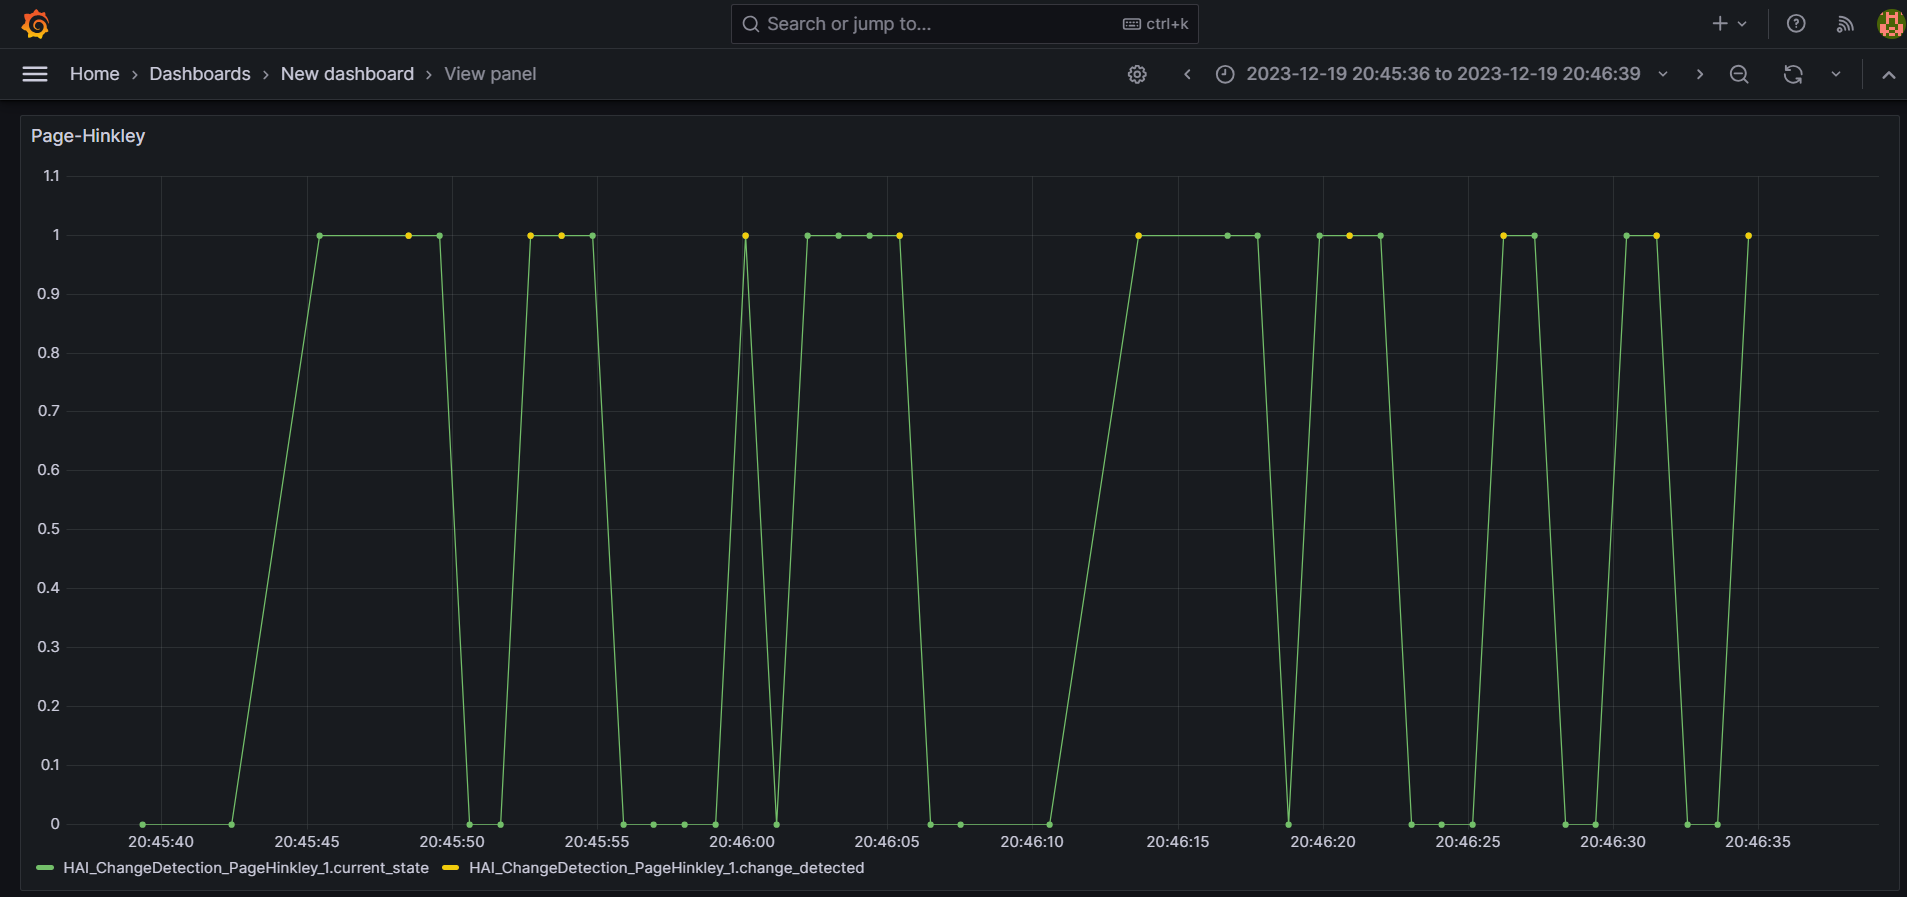 Search or jump to... ctrl+k
Home › Dashboards › New dashboard › View panel
2023-12-19 20:45:36 to 2023-12-19 20:46:39
Page-Hinkley
1.1
1
0.9
0.8
0.7
0.6
0.5
0.4
0.3
0.2
0.1
0
20:45:40 20:45:45 20:45:50 20:45:55 20:46:00 20:46:05 20:46:10 20:46:15 20:46:20 20:46:25 20:46:30 20:46:35
HAI_ChangeDetection_PageHinkley_1.current_state HAI_ChangeDetection_PageHinkley_1.change_detected